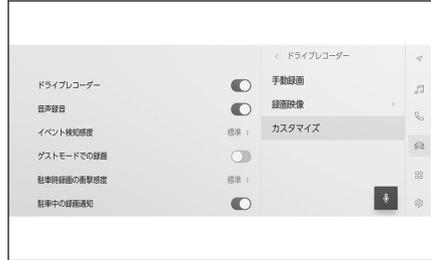 ドライブレコーダー
音声録音
イベント検知感度
標準
ゲストモードでの録画
駐車時録画の衝撃感度
標準
駐車中の録画通知
ドライブレコーダー
手動録画
録画映像
カスタマイズ